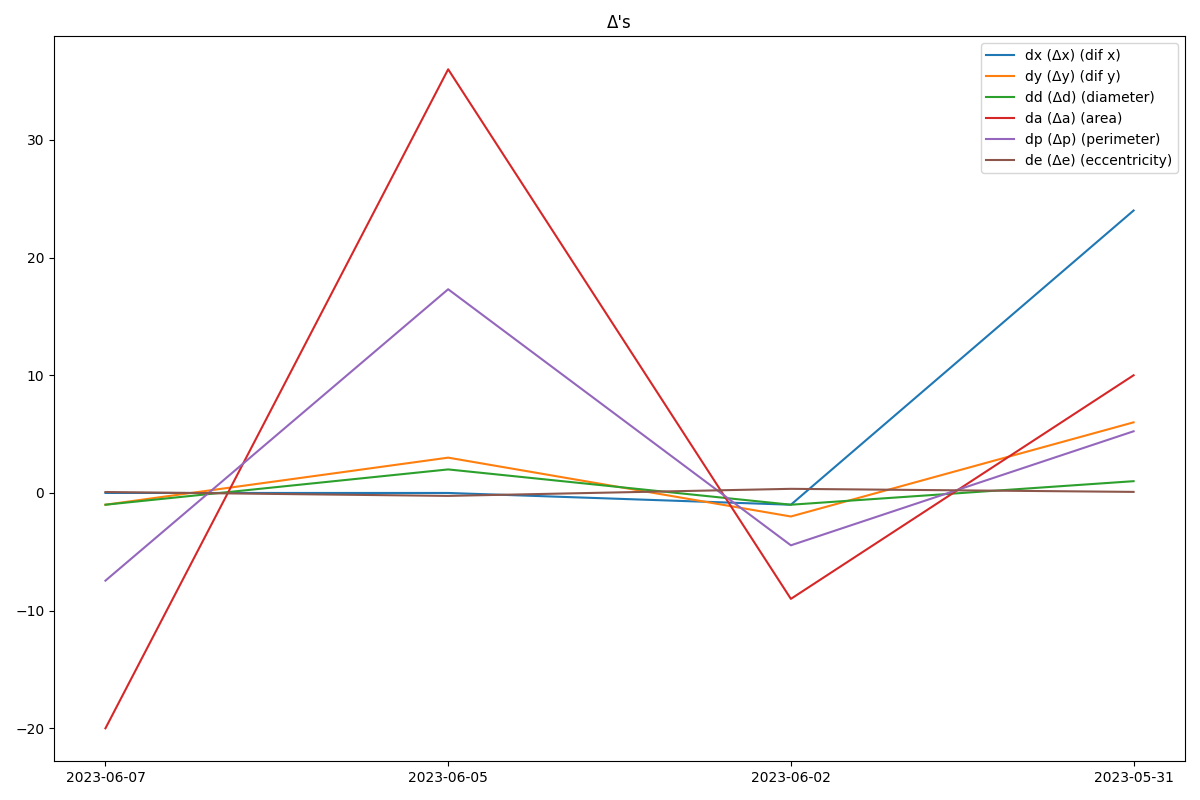 Δ's
dx (Δx) (dif x)
dy (Δy) (dif y)
dd (Δd) (diameter)
da (Δa) (area)
dp (Δp) (perimeter)
de (Δe) (eccentricity)
30
20
10
0
−10
−20
2023-06-07 2023-06-05 2023-06-02 2023-05-31